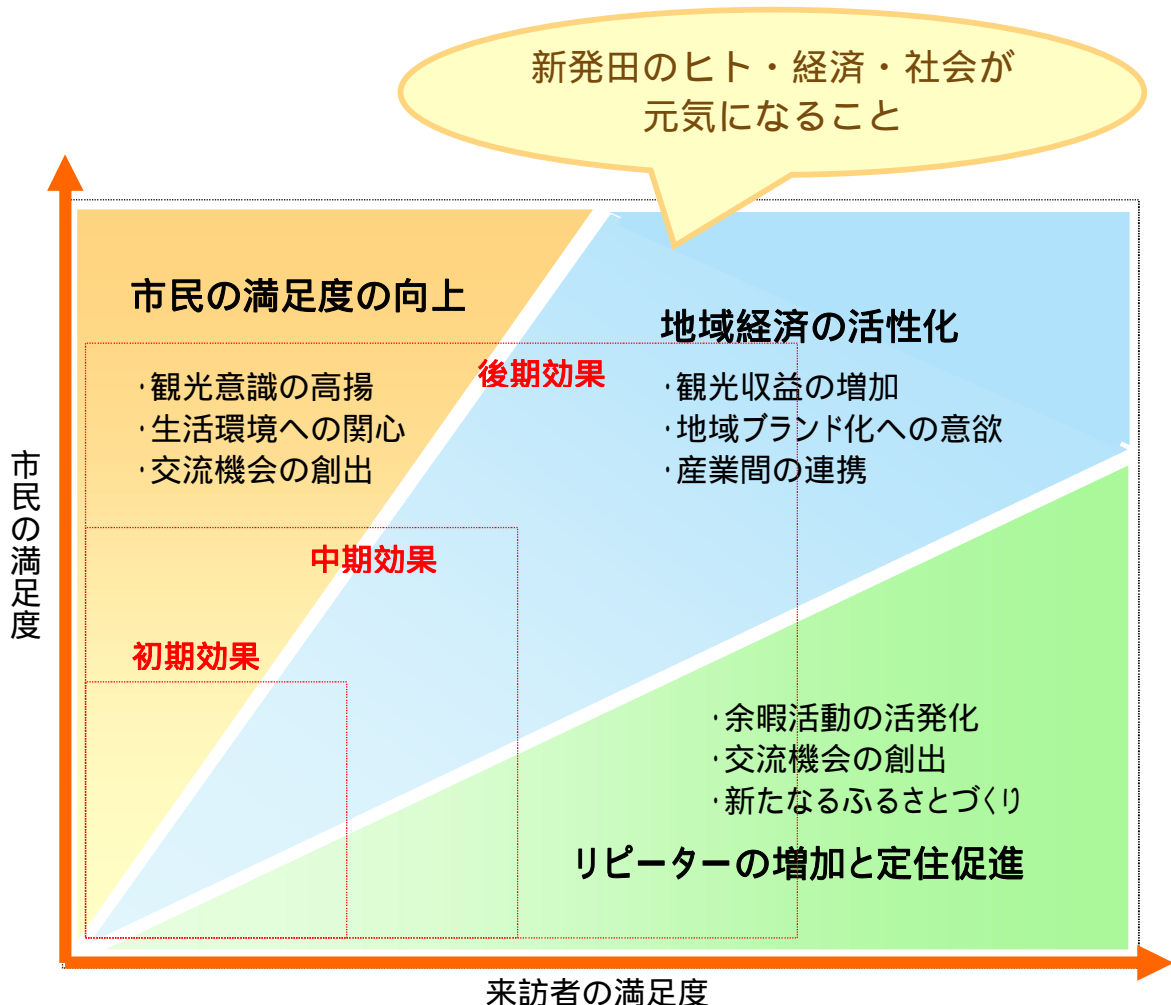 新発田のヒト・経済・社会が
元気になること
市民の満足度の向上
・観光意識の高揚
・生活環境への関心
・交流機会の創出
地域経済の活性化
・観光収益の増加
・地域ブランド化への意欲
・産業間の連携
後期効果
中期効果
初期効果
・余暇活動の活発化
・交流機会の創出
・新たなるふるさとづくり
リピーターの増加と定住促進
市民の満足度
来訪者の満足度